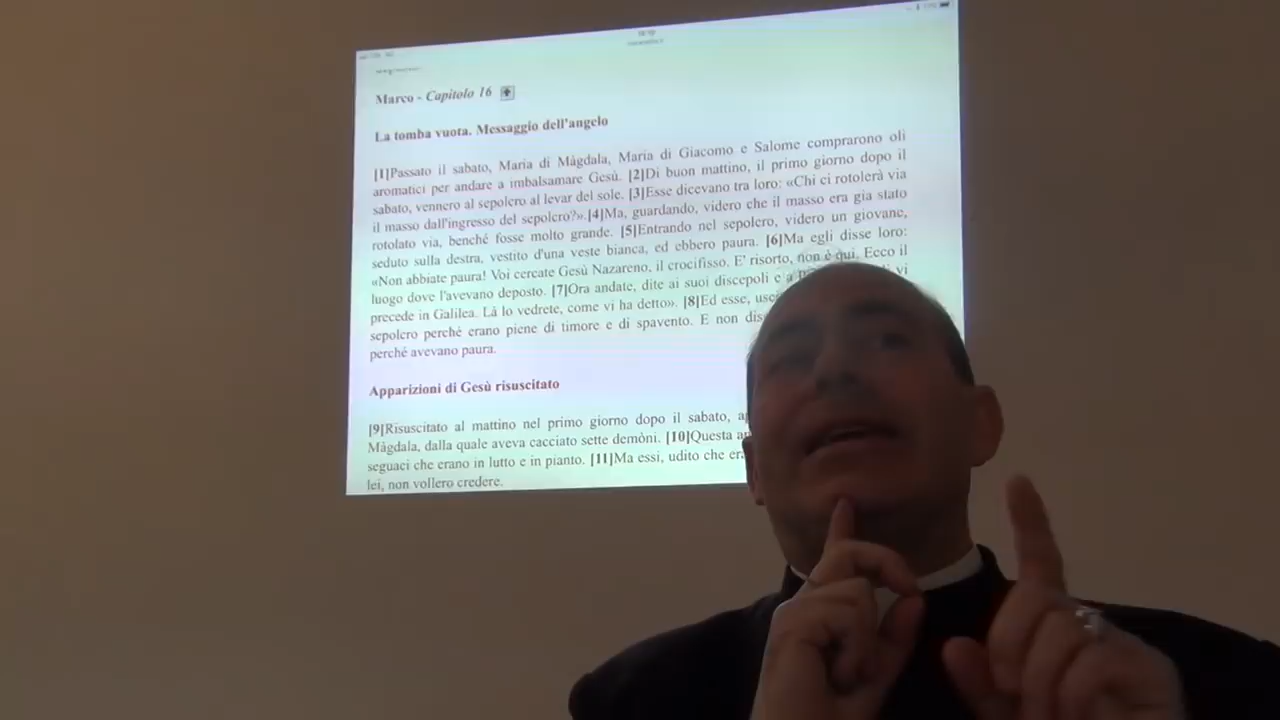 Marco - Capitolo 16
La tomba vuota. Messaggio dell'angelo
[1]Passato il sabato, Maria di Màgdala, Maria di Giacomo e Salome comprarono oli
aromatici per andare a imbalsamare Gesù. [2]Di buon mattino, il primo giorno dopo il
sabato, vennero al sepolcro al levar del sole. [3]Esse dicevano tra loro: «Chi ci rotolerà via
il masso dall'ingresso del sepolcro?».[4]Ma, guardando, videro che il masso era già stato
rotolato via, benché fosse molto grande. [5]Entrando nel sepolcro, videro un giovane,
seduto sulla destra, vestito d'una veste bianca, ed ebbero paura. [6]Ma egli disse loro:
«Non abbiate paura! Voi cercate Gesù Nazareno, il crocifisso. E' risorto, non è qui. Ecco il
luogo dove l'avevano deposto. [7]Ora andate, dite ai suoi discepoli e a vi
precede in Galilea. Là lo vedrete, come vi ha detto». [8]Ed esse,
sepolcro perché erano piene di timore e di spavento. E non
perché avevano paura.
Apparizioni di Gesù risuscitato
[9]Risuscitato al mattino nel primo giorno dopo il sabato,
Màgdala, dalla quale aveva cacciato sette demòni. [10]Questa
seguaci che erano in lutto e in pianto. [11]Ma essi, udito che
lei, non vollero credere.